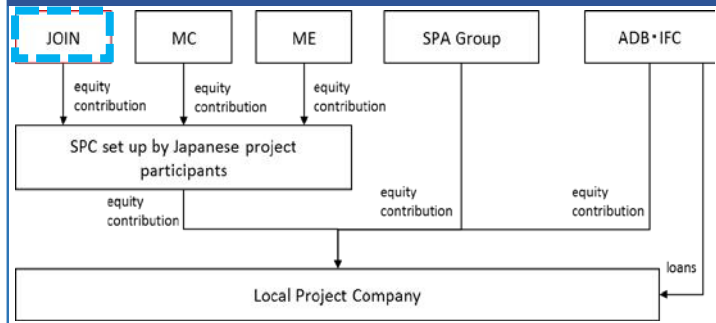 JOIN
MC
ME
SPA Group
ADB・IFC
equity
contribution
equity
contribution
equity
contribution
SPC set up by Japanese project
participants
equity
contribution
equity
contribution
equity
contribution
loans
Local Project Company